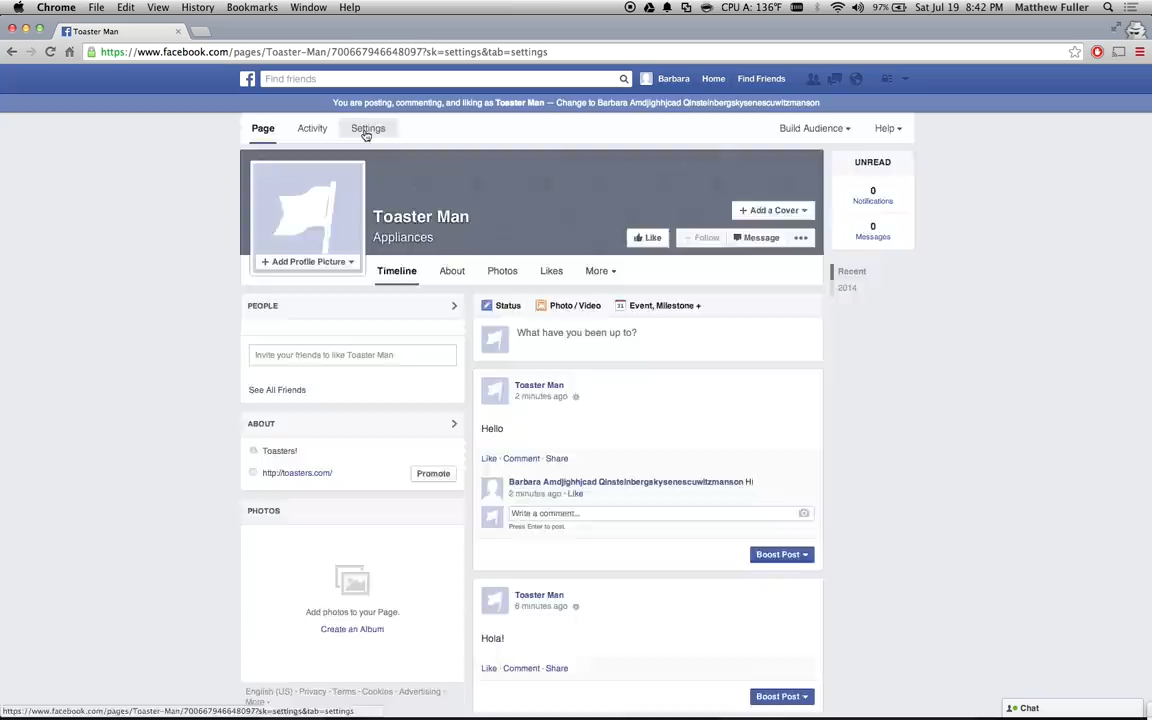 Chrome File Edit View History Bookmarks Window Help CPU A: 136°F 97% Sat Jul 19 8:42 PM Matthew Fuller
Toaster Man
https://www.facebook.com/pages/Toaster-Man/700667946648097?sk=settings&tab=settings
Find friends Barbara Home Find Friends
You are posting, commenting, and liking as Toaster Man — Change to Barbara Amdjighhjcad Qinsteinbergskysenescuwitzmanson
Page Activity Settings Build Audience Help
UNREAD
0
Notifications
0
Messages
Recent
2014
Toaster Man
Appliances
+ Add a Cover
Like Follow Message
+ Add Profile Picture
Timeline About Photos Likes More
PEOPLE
Invite your friends to like Toaster Man
See All Friends
ABOUT
Toasters!
http://toasters.com/ Promote
PHOTOS
Add photos to your Page.
Create an Album
English (US) · Privacy · Terms · Cookies · Advertising ·
More
Status Photo / Video 31 Event, Milestone +
What have you been up to?
Toaster Man
2 minutes ago
Hello
Like · Comment · Share
Barbara Amdjighhjcad Qinsteinbergskysenescuwitzmanson Hi
2 minutes ago · Like
Write a comment...
Press Enter to post.
Boost Post
Toaster Man
6 minutes ago
Hola!
Like · Comment · Share
Boost Post
https://www.facebook.com/pages/Toaster-Man/700667946648097?sk=settings&tab=settings
Chat